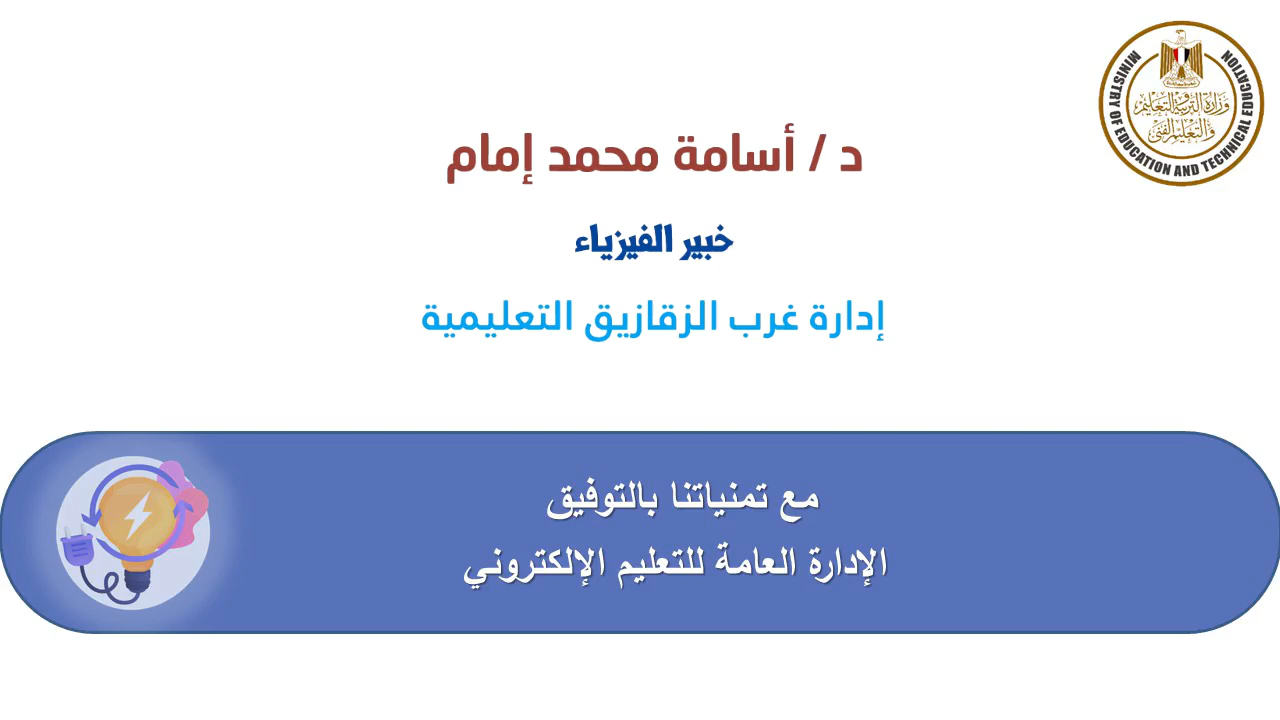 وزارة التربية والتعليم
والتعليم الفني
MINISTRY OF EDUCATION AND TECHNICAL EDUCATION
د / أسامة محمد إمام
خبير الفيزياء
إدارة غرب الزقازيق التعليمية
مع تمنياتنا بالتوفيق
الإدارة العامة للتعليم الإلكتروني